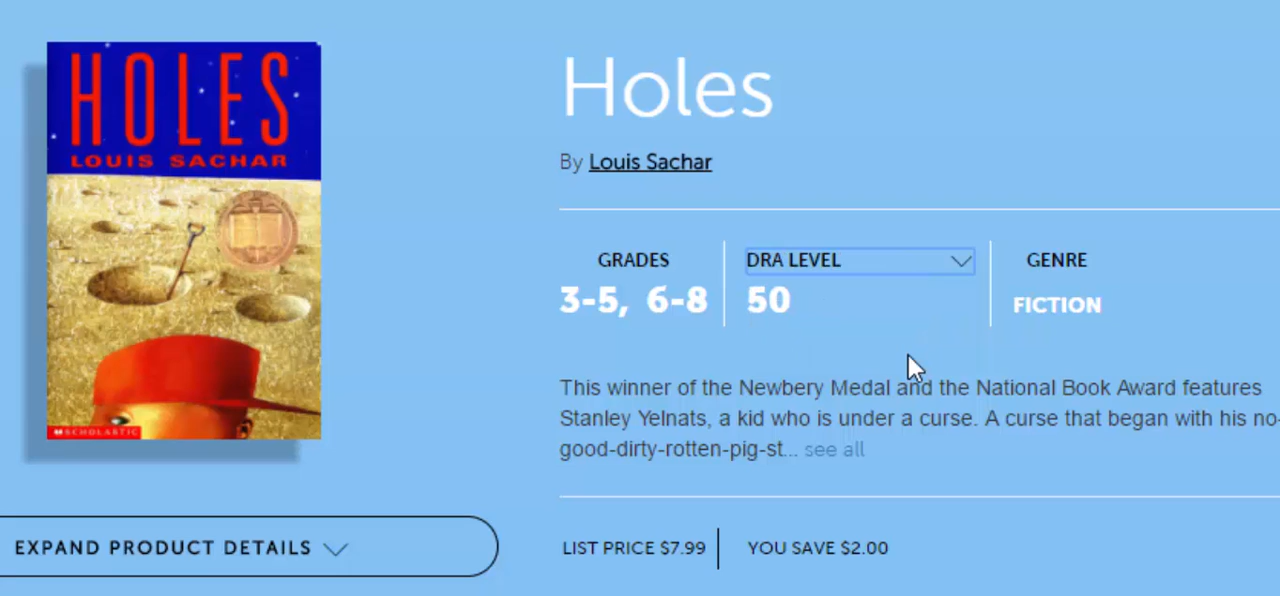 HOLES
LOUIS SACHAR
SCHOLASTIC
EXPAND PRODUCT DETAILS
Holes
By Louis Sachar
GRADES
3-5, 6-8
DRA LEVEL
50
GENRE
FICTION
This winner of the Newbery Medal and the National Book Award features
Stanley Yelnats, a kid who is under a curse. A curse that began with his no-
good-dirty-rotten-pig-st... see all
LIST PRICE $7.99
YOU SAVE $2.00